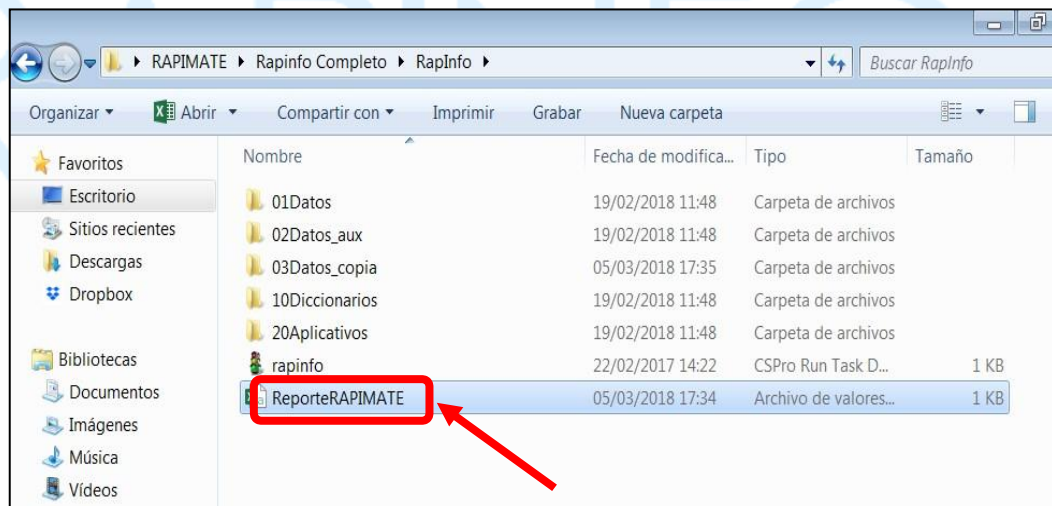 RAPIMATE ▸ Rapinfo Completo ▸ RapInfo ▸
Buscar RapInfo
Organizar Abrir Compartir con Imprimir Grabar Nueva carpeta
Nombre Fecha de modifica... Tipo Tamaño
Favoritos
Escritorio
Sitios recientes
Descargas
Dropbox
Bibliotecas
Documentos
Imágenes
Música
Vídeos
01Datos 19/02/2018 11:48 Carpeta de archivos
02Datos_aux 19/02/2018 11:48 Carpeta de archivos
03Datos_copia 05/03/2018 17:35 Carpeta de archivos
10Diccionarios 19/02/2018 11:48 Carpeta de archivos
20Aplicativos 19/02/2018 11:48 Carpeta de archivos
rapinfo 22/02/2017 14:22 CSPro Run Task D... 1 KB
ReporteRAPIMATE 05/03/2018 17:34 Archivo de valores... 1 KB